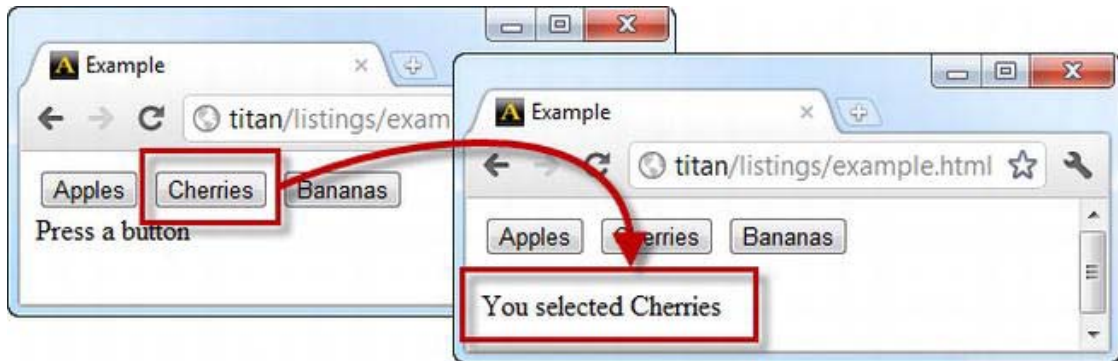 Example
titan/listings/exam
Apples Cherries Bananas
Press a button
Example
titan/listings/example.html
Apples Cherries Bananas
You selected Cherries